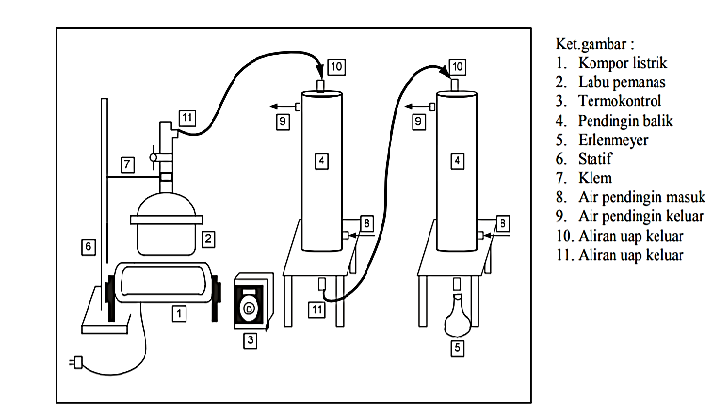 10
10
11
9
9
7
4
4
8
8
6
2
11
1
3
5
Ket.gambar :
1. Kompor listrik
2. Labu pemanas
3. Termokontrol
4. Pendingin balik
5. Erlenmeyer
6. Statif
7. Klem
8. Air pendingin masuk
9. Air pendingin keluar
10. Aliran uap keluar
11. Aliran uap keluar